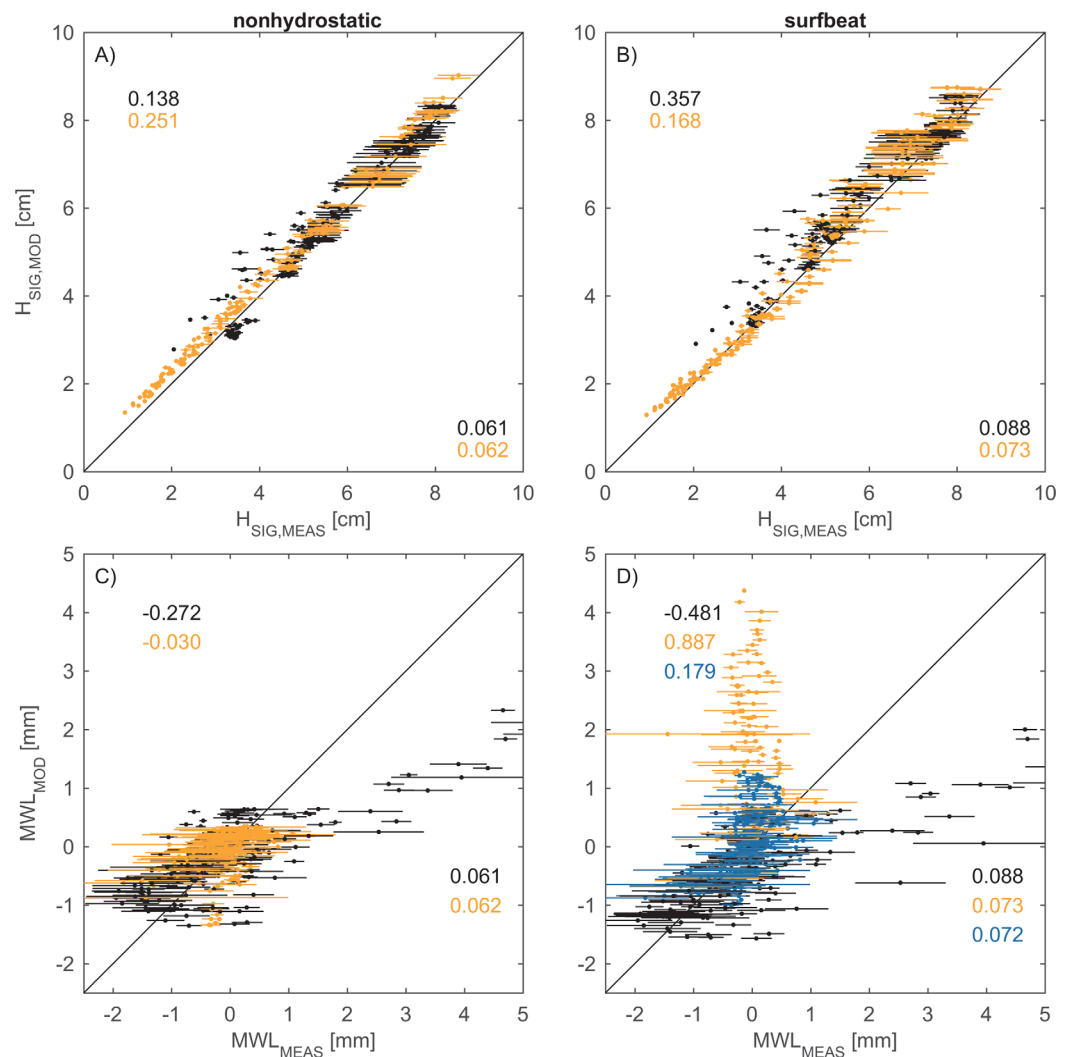 nonhydrostatic
surfbeat
A)
0.138
0.251
0.061
0.062
10
8
6
4
2
0
H_SIG,MOD [cm]
0 2 4 6 8 10
H_SIG,MEAS [cm]
B)
0.357
0.168
0.088
0.073
10
8
6
4
2
0
0 2 4 6 8 10
H_SIG,MEAS [cm]
C)
-0.272
-0.030
0.061
0.062
5
4
3
2
1
0
-1
-2
MWL_MOD [mm]
-2 -1 0 1 2 3 4 5
MWL_MEAS [mm]
D)
-0.481
0.887
0.179
0.088
0.073
0.072
5
4
3
2
1
0
-1
-2
-2 -1 0 1 2 3 4 5
MWL_MEAS [mm]